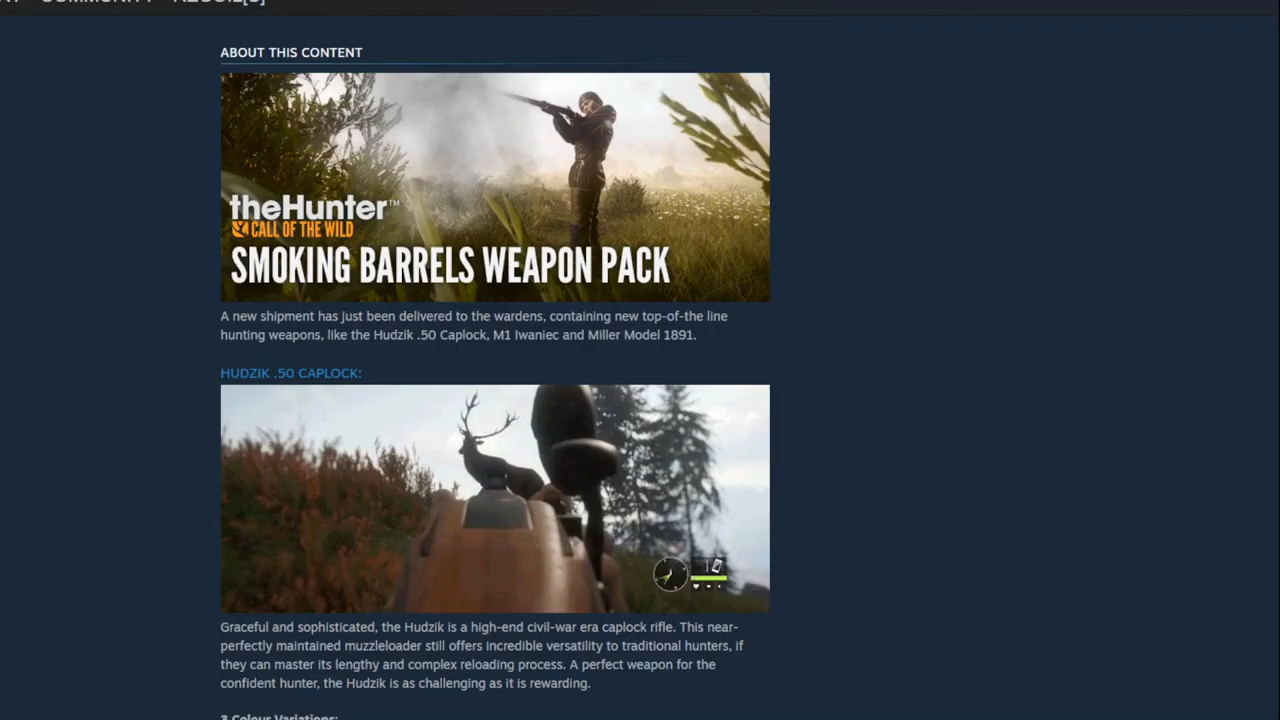 ABOUT THIS CONTENT
theHunter™
CALL OF THE WILD
SMOKING BARRELS WEAPON PACK
A new shipment has just been delivered to the wardens, containing new top-of-the line
hunting weapons, like the Hudzik .50 Caplock, M1 Iwaniec and Miller Model 1891.
HUDZIK .50 CAPLOCK:
Graceful and sophisticated, the Hudzik is a high-end civil-war era caplock rifle. This near-
perfectly maintained muzzleloader still offers incredible versatility to traditional hunters, if
they can master its lengthy and complex reloading process. A perfect weapon for the
confident hunter, the Hudzik is as challenging as it is rewarding.
3 Colour Variations: